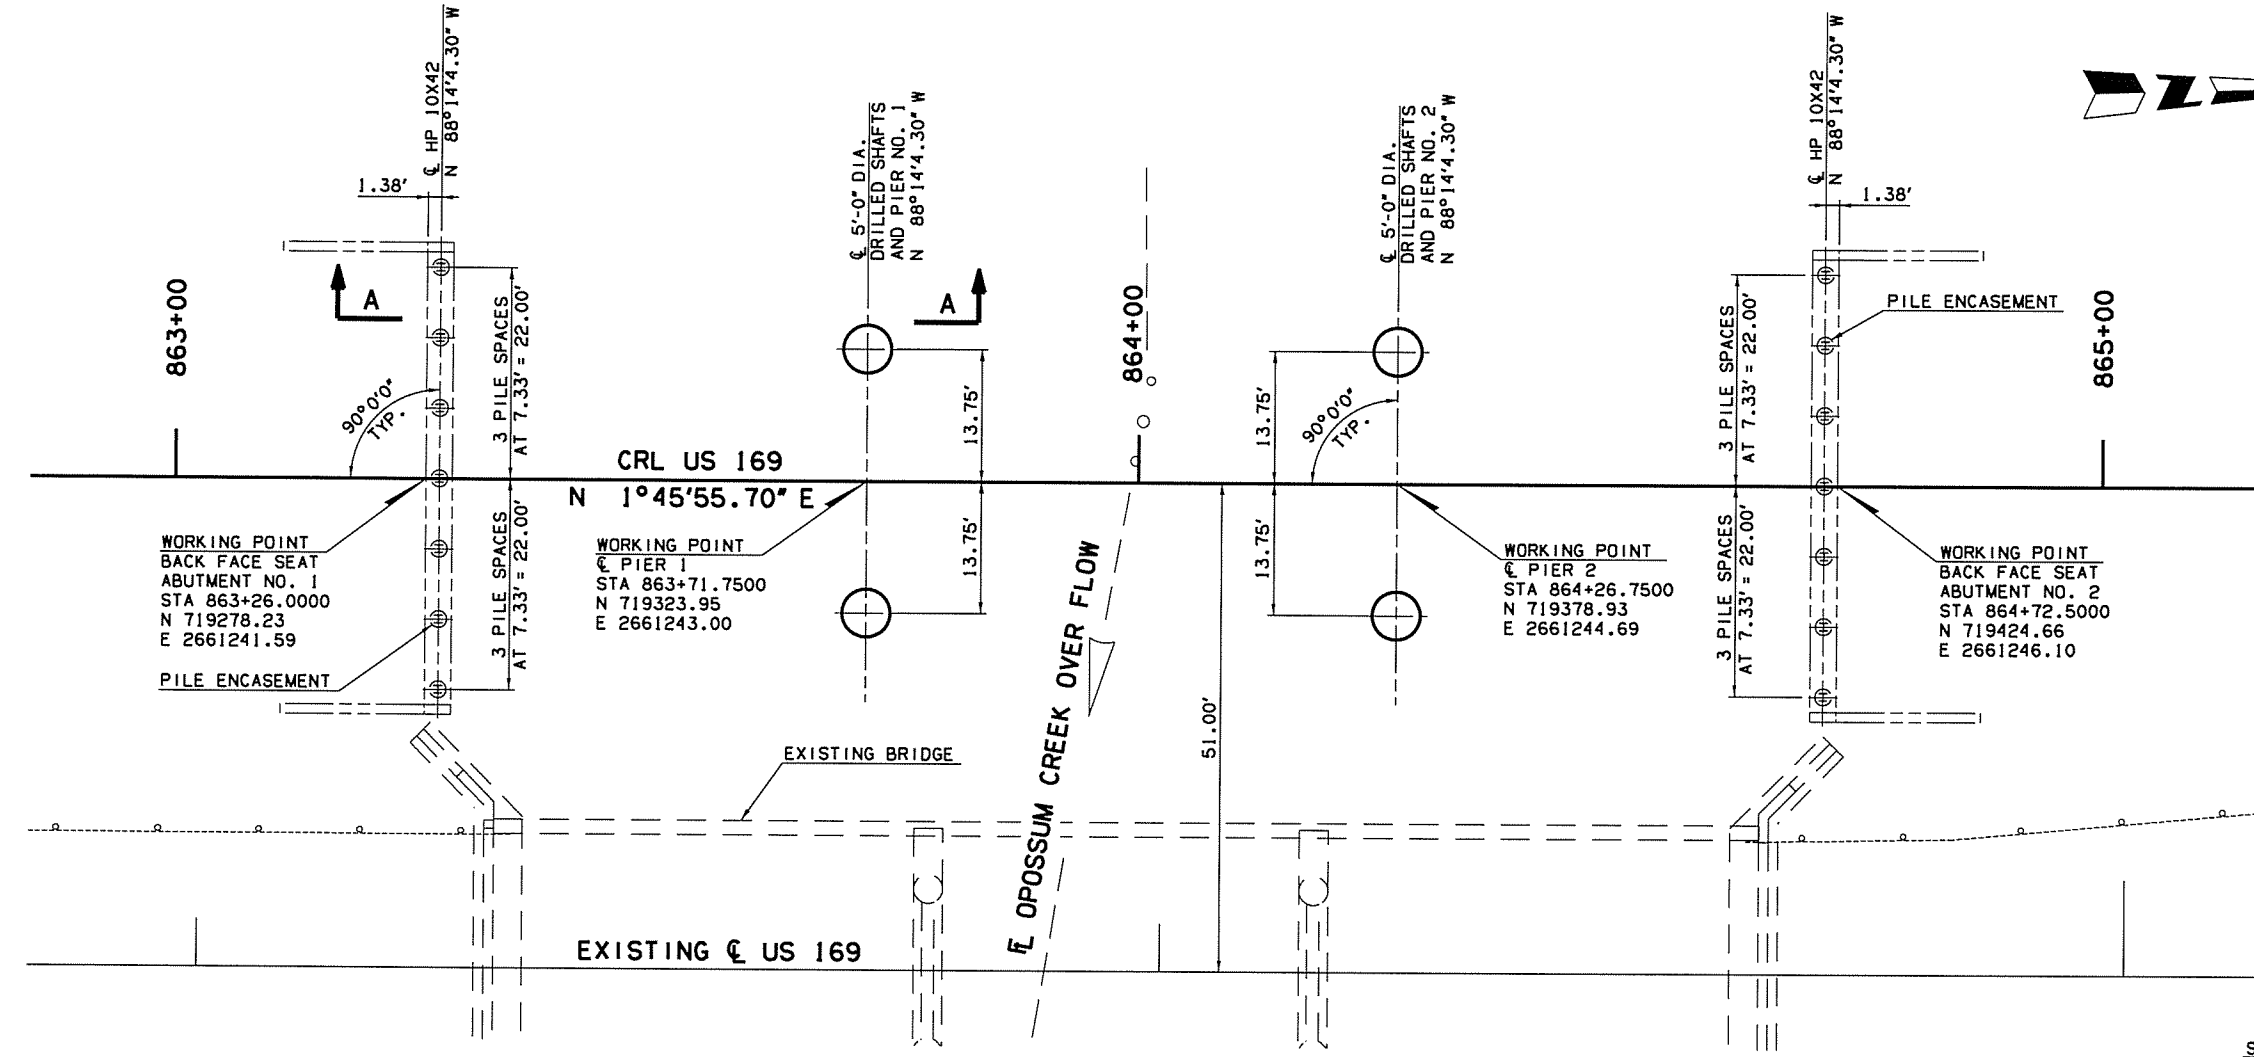 ℄ HP 10X42
N 88°14'4.30" W
1.38'
℄ 5'-0" DIA.
DRILLED SHAFTS
AND PIER NO. 1
N 88°14'4.30" W
℄ 5'-0" DIA.
DRILLED SHAFTS
AND PIER NO. 2
N 88°14'4.30" W
℄ HP 10X42
N 88°14'4.30" W
1.38'
N
863+00
A
A
864+00
865+00
PILE ENCASEMENT
90°0'0"
TYP.
3 PILE SPACES
AT 7.33' = 22.00'
13.75'
13.75'
90°0'0"
TYP.
3 PILE SPACES
AT 7.33' = 22.00'
CRL US 169
N 1°45'55.70" E
WORKING POINT
BACK FACE SEAT
ABUTMENT NO. 1
STA 863+26.0000
N 719278.23
E 2661241.59
PILE ENCASEMENT
3 PILE SPACES
AT 7.33' = 22.00'
WORKING POINT
℄ PIER 1
STA 863+71.7500
N 719323.95
E 2661243.00
13.75'
13.75'
WORKING POINT
℄ PIER 2
STA 864+26.7500
N 719378.93
E 2661244.69
3 PILE SPACES
AT 7.33' = 22.00'
WORKING POINT
BACK FACE SEAT
ABUTMENT NO. 2
STA 864+72.5000
N 719424.66
E 2661246.10
EXISTING BRIDGE
FL OPOSSUM CREEK OVER FLOW
51.00'
EXISTING ℄ US 169